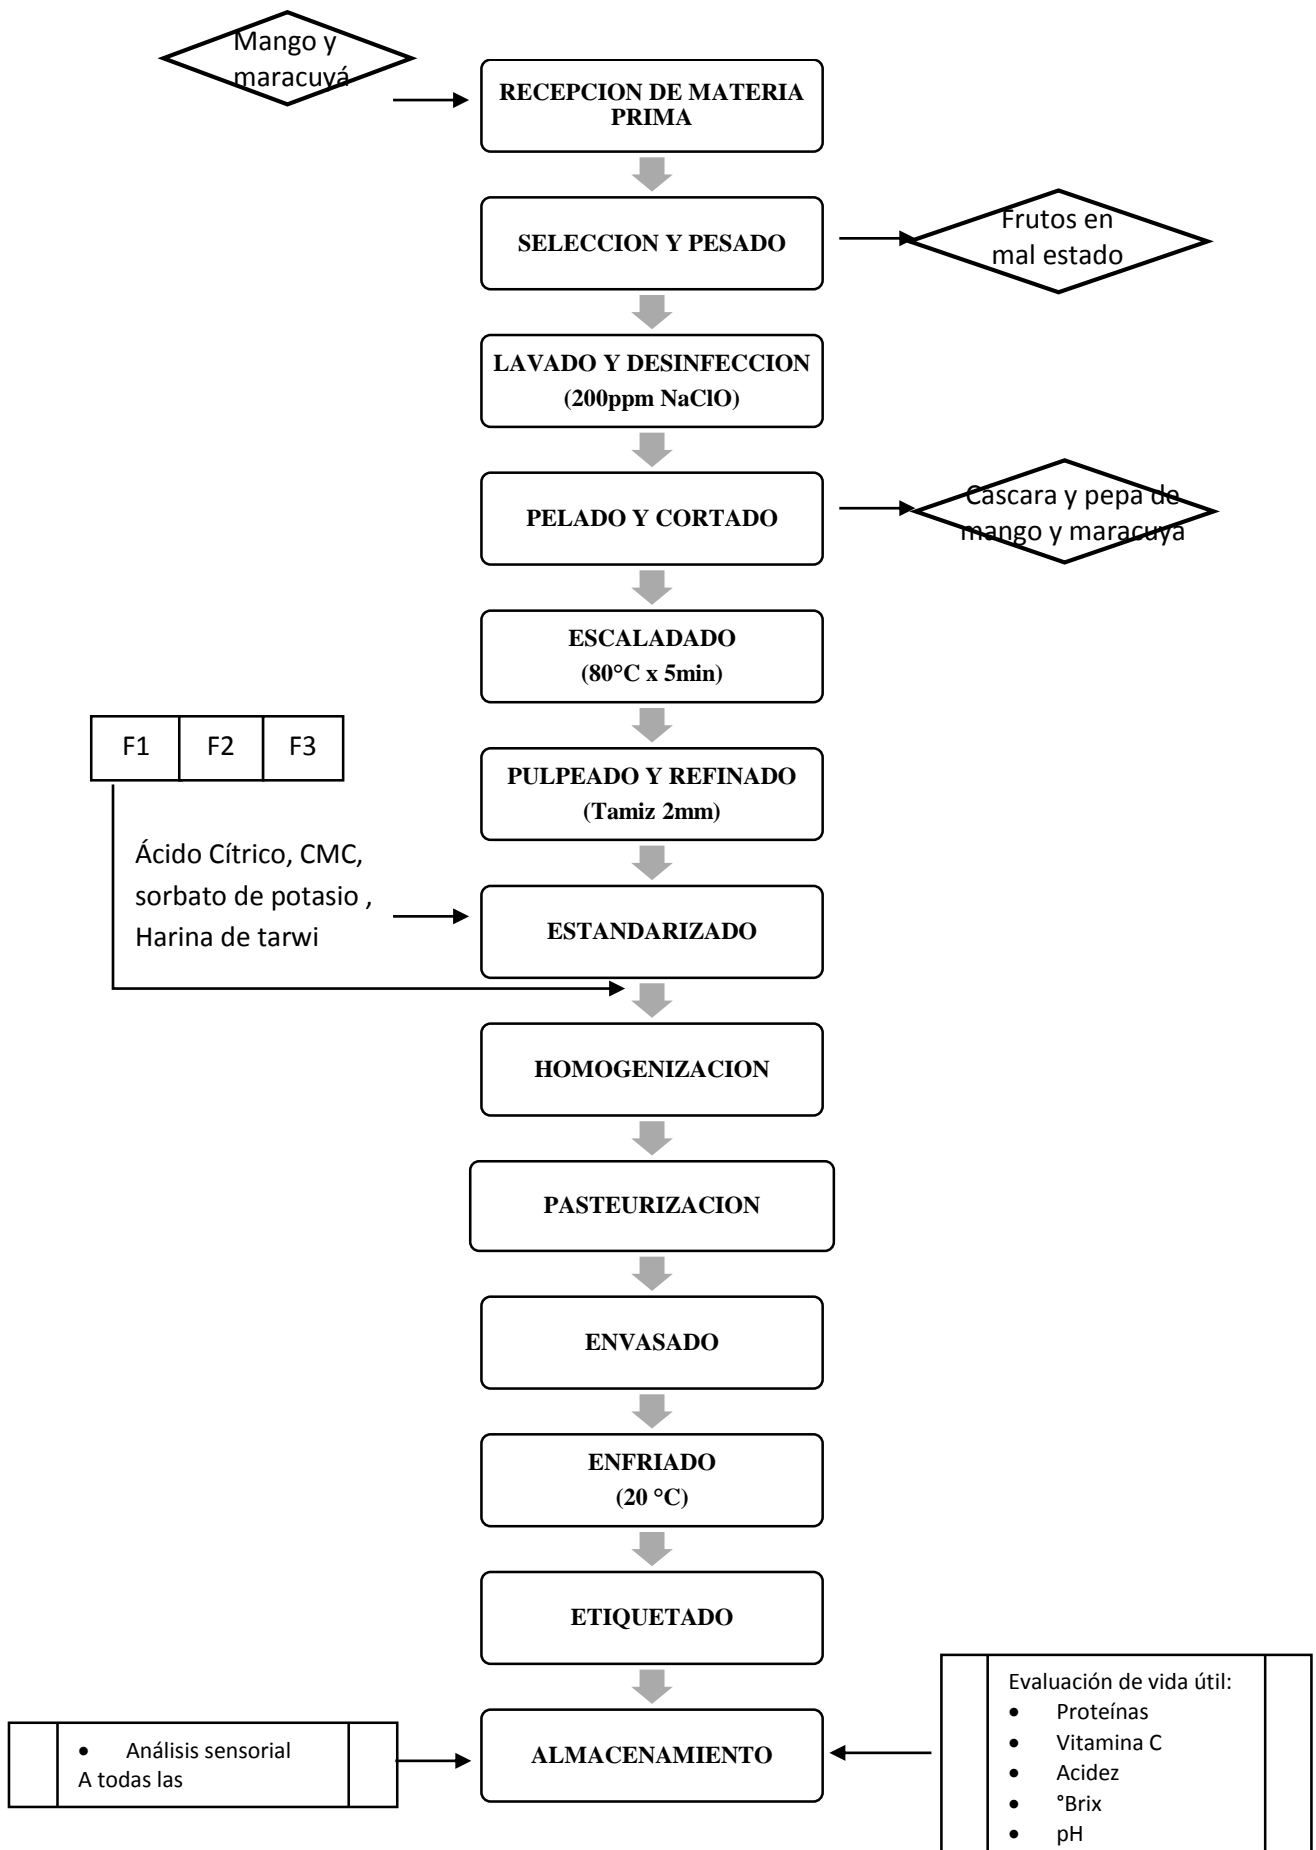 Mango y
maracuyá
RECEPCION DE MATERIA
PRIMA
SELECCION Y PESADO
Frutos en
mal estado
LAVADO Y DESINFECCION
(200ppm NaClO)
PELADO Y CORTADO
Cascara y pepa de
mango y maracuyá
ESCALADADO
(80°C x 5min)
F1 F2 F3
PULPEADO Y REFINADO
(Tamiz 2mm)
Ácido Cítrico, CMC,
sorbato de potasio ,
Harina de tarwi
ESTANDARIZADO
HOMOGENIZACION
PASTEURIZACION
ENVASADO
ENFRIADO
(20 °C)
ETIQUETADO
• Análisis sensorial
A todas las
ALMACENAMIENTO
Evaluación de vida útil:
• Proteínas
• Vitamina C
• Acidez
• °Brix
• pH